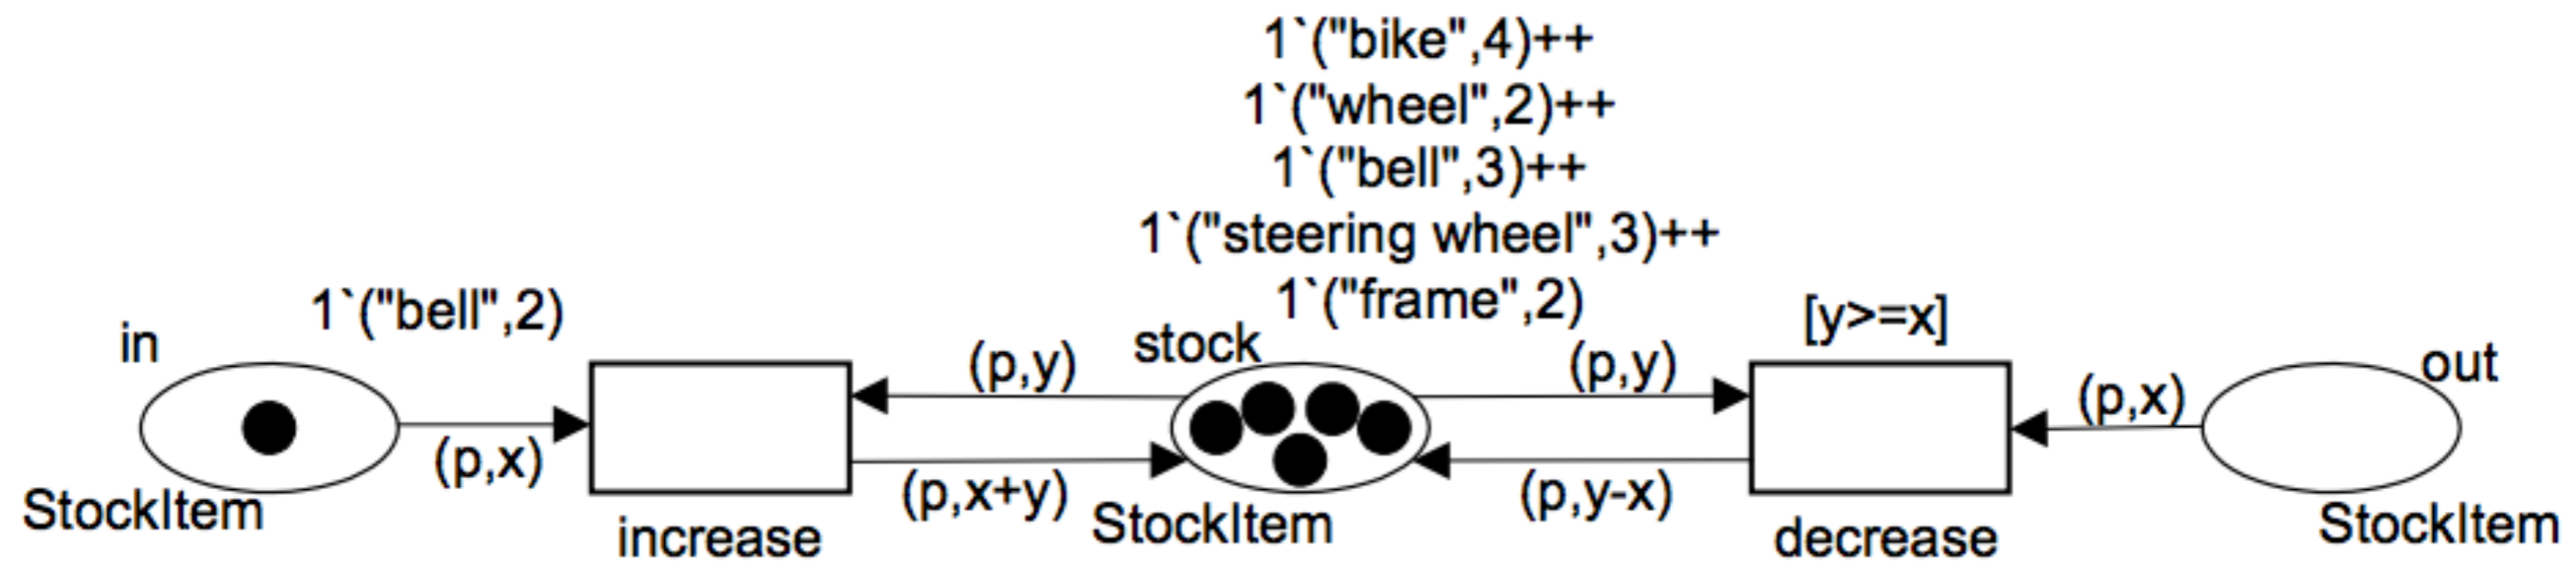 1`("bike",4)++
1`("wheel",2)++
1`("bell",3)++
1`("steering wheel",3)++
1`("frame",2)
1`("bell",2)
in
(p,x)
StockItem
increase
(p,y)
(p,x+y)
stock
StockItem
(p,y)
(p,y-x)
[y>=x]
decrease
(p,x)
out
StockItem